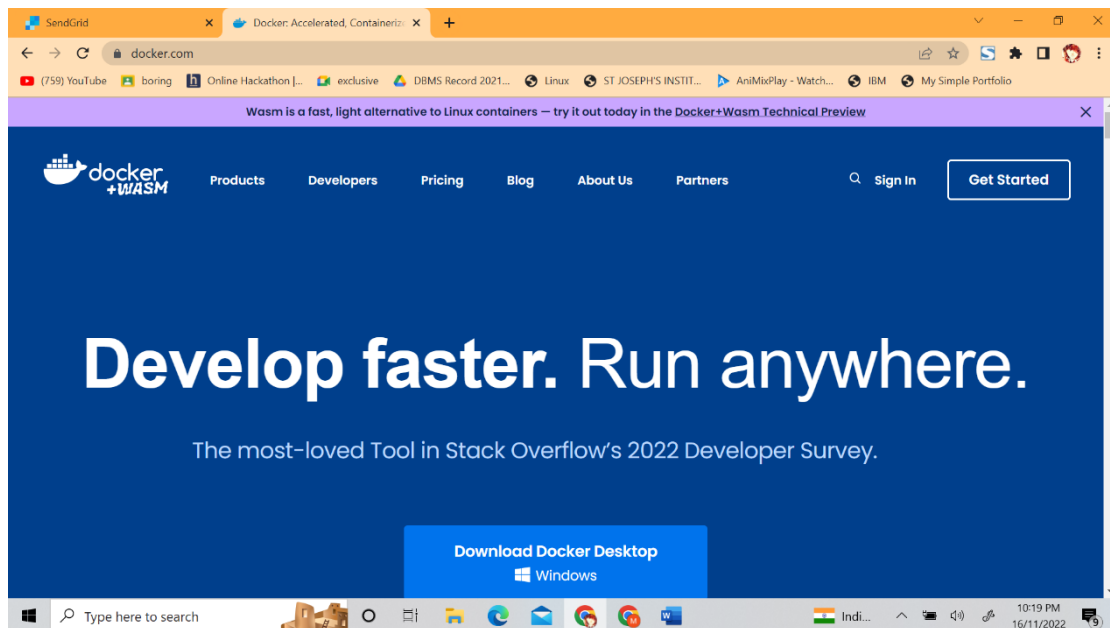 SendGrid
Docker: Accelerated, Containeriz
docker.com
(759) YouTube boring Online Hackathon |... exclusive DBMS Record 2021... Linux ST JOSEPH'S INSTIT... AniMixPlay - Watch... IBM My Simple Portfolio
Wasm is a fast, light alternative to Linux containers — try it out today in the Docker+Wasm Technical Preview
docker
+WASM
Products Developers Pricing Blog About Us Partners Sign In Get Started
Develop faster. Run anywhere.
The most-loved Tool in Stack Overflow's 2022 Developer Survey.
Download Docker Desktop
Windows
Type here to search
Indi...
10:19 PM
16/11/2022
9